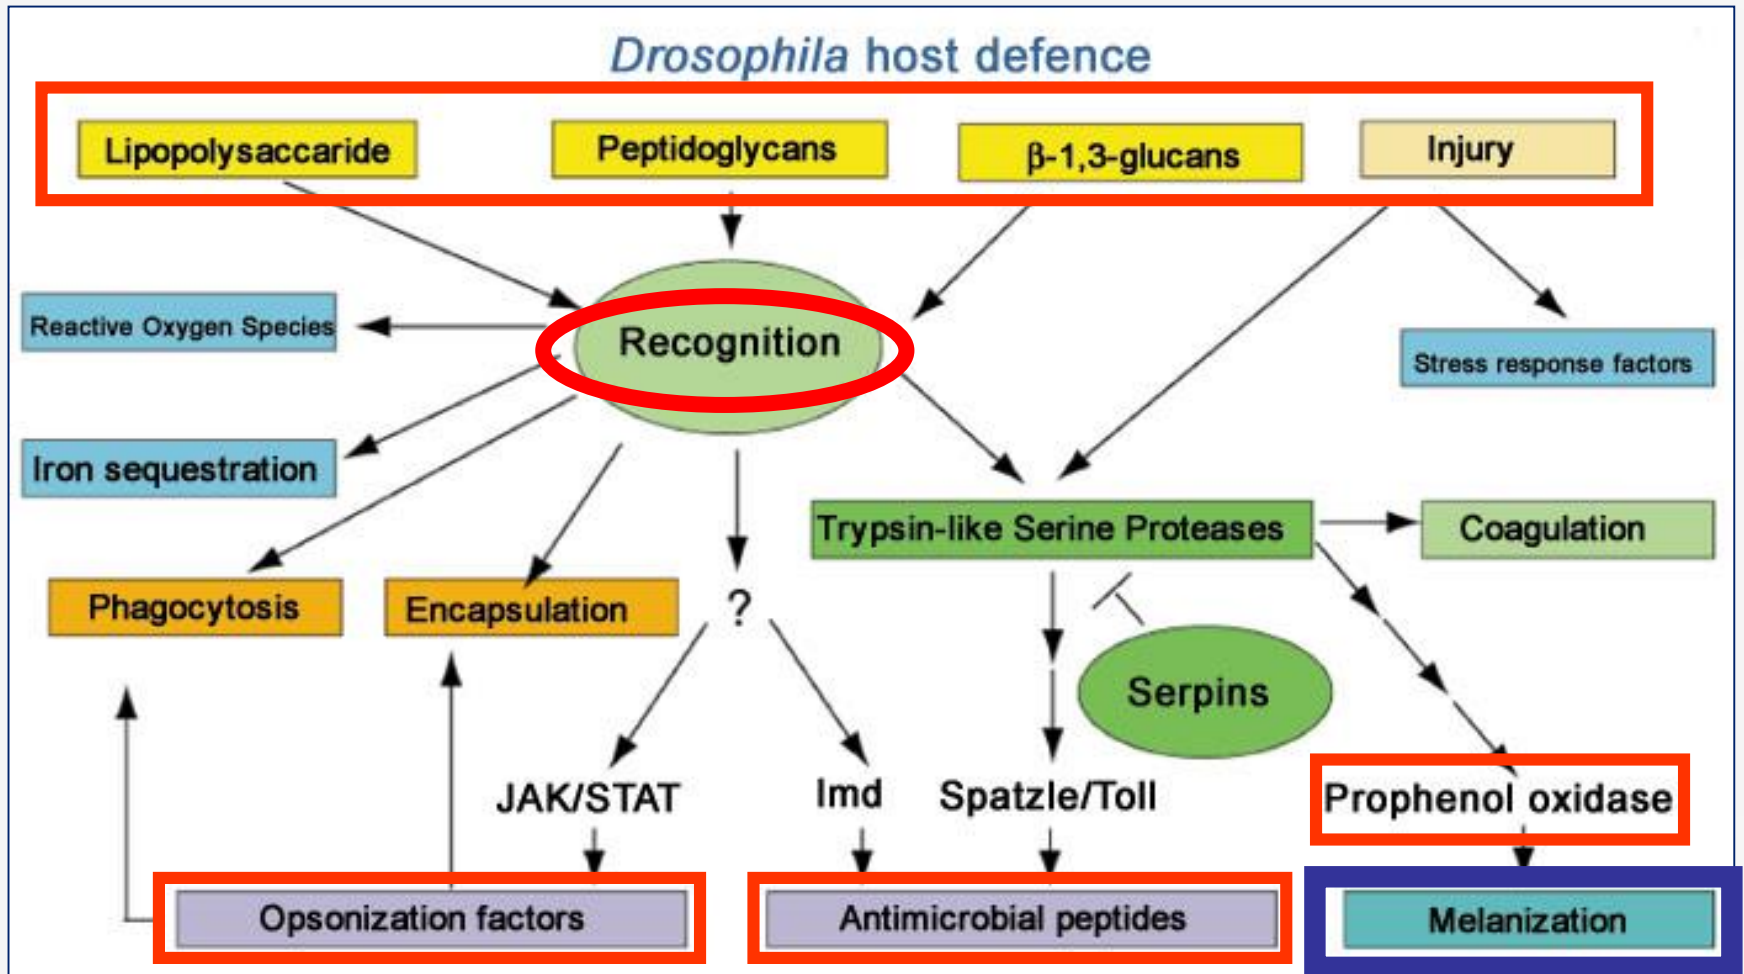 Drosophila host defence
Lipopolysaccaride
Peptidoglycans
β-1,3-glucans
Injury
Reactive Oxygen Species
Recognition
Stress response factors
Iron sequestration
Trypsin-like Serine Proteases
Coagulation
Phagocytosis
Encapsulation
?
Serpins
JAK/STAT
Imd
Spatzle/Toll
Prophenol oxidase
Opsonization factors
Antimicrobial peptides
Melanization